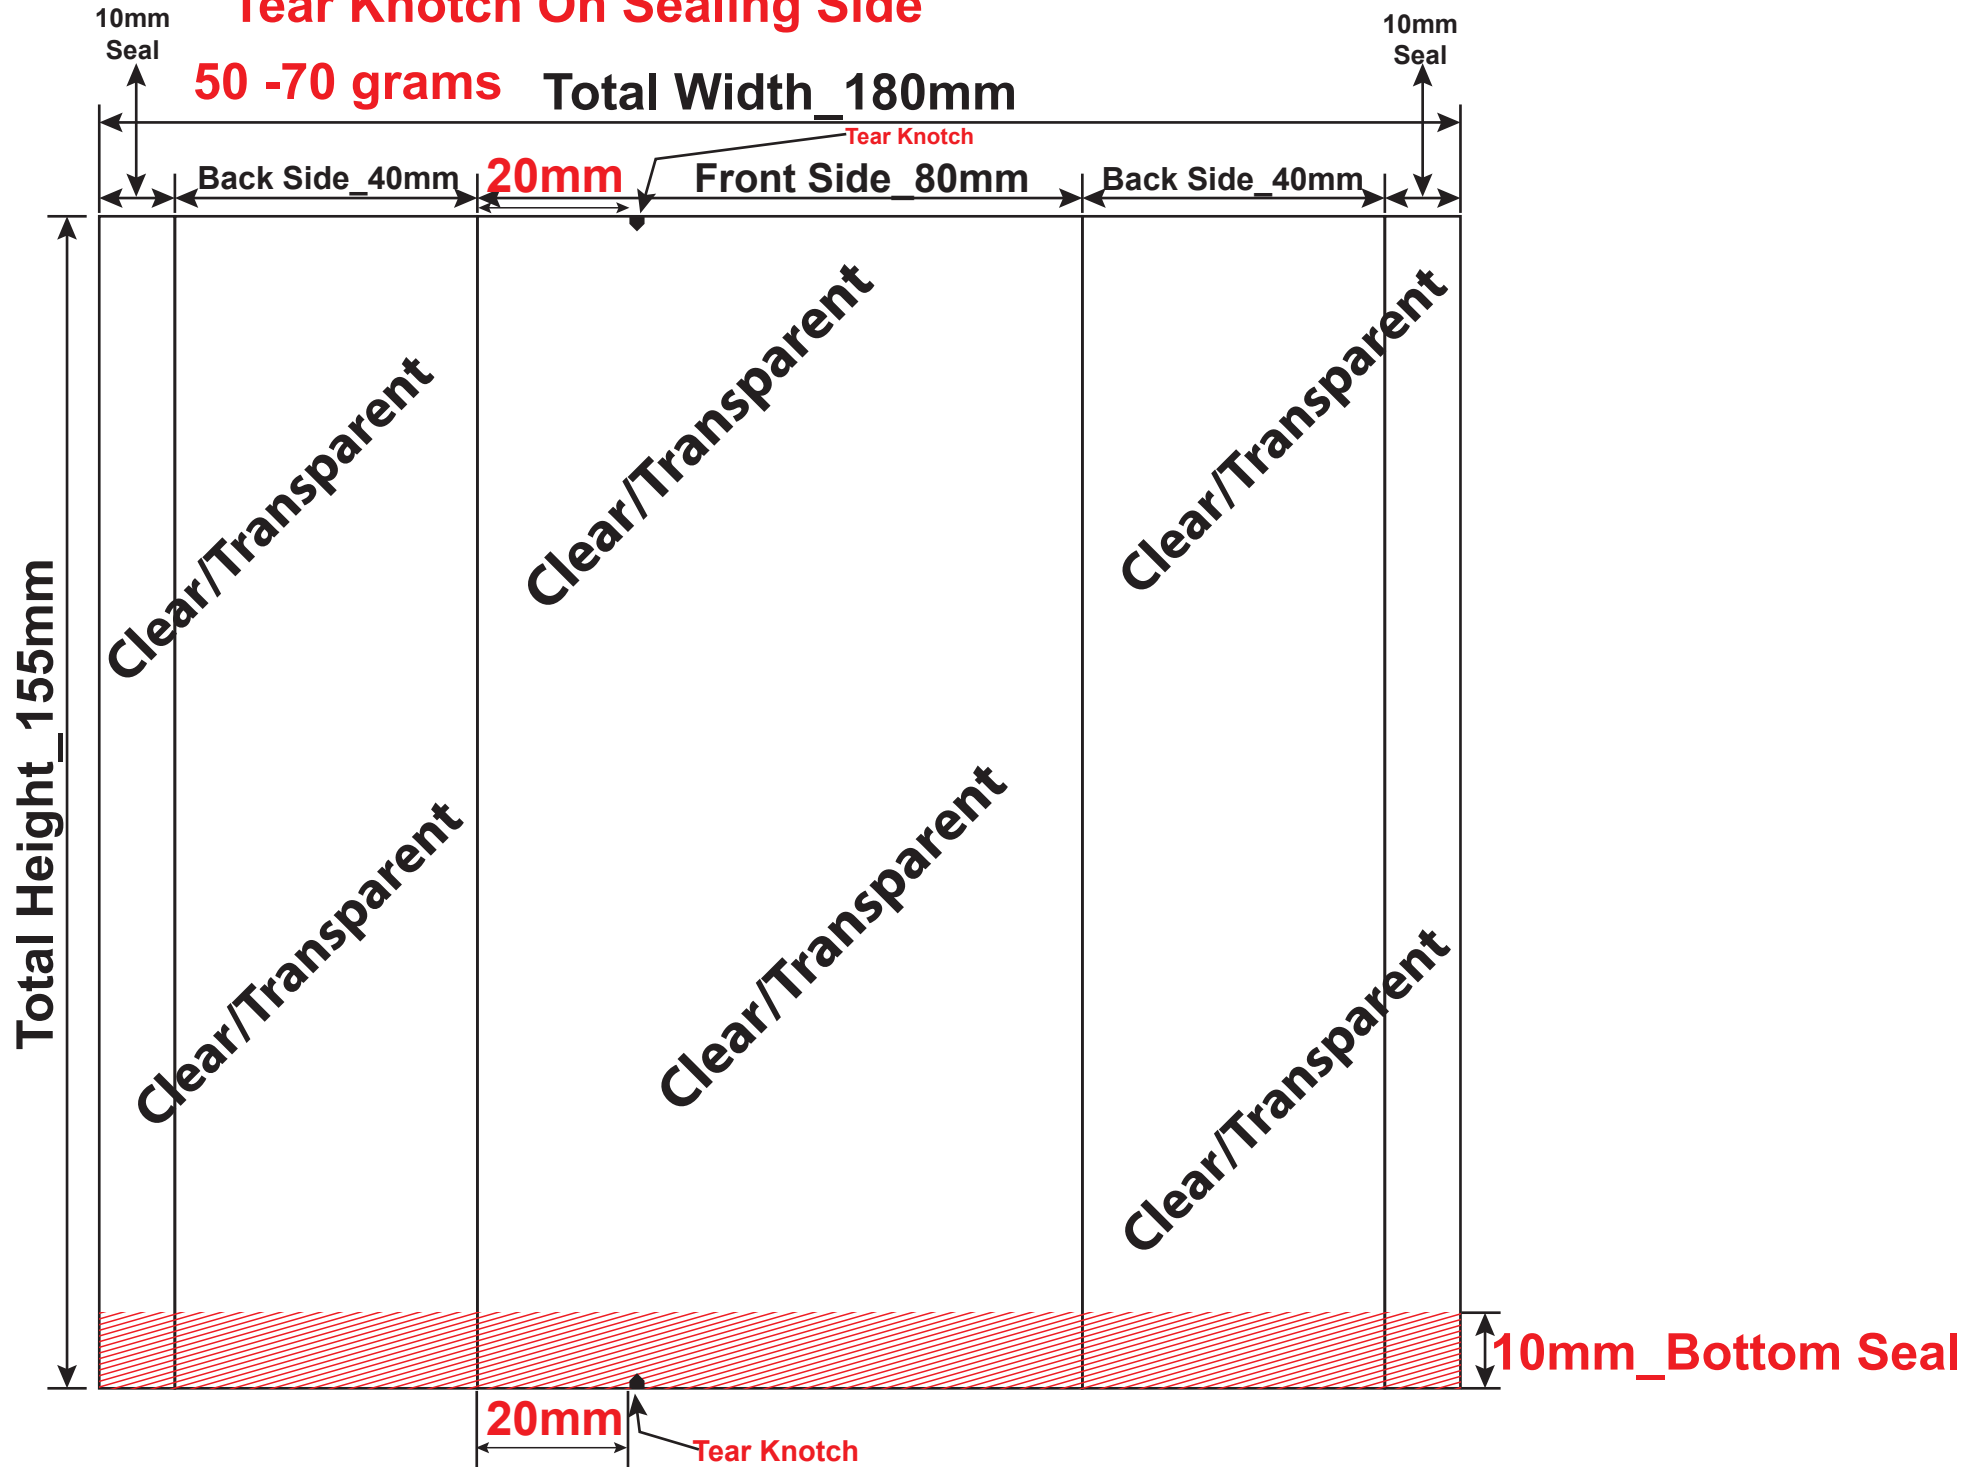 Tear Knotch On Sealing Side
10mm
Seal
10mm
Seal
50 -70 grams
Total Width_180mm
Tear Knotch
Back Side_40mm
20mm
Front Side_80mm
Back Side_40mm
Clear/Transparent
Clear/Transparent
Clear/Transparent
Total Height_155mm
Clear/Transparent
Clear/Transparent
Clear/Transparent
10mm_Bottom Seal
20mm
Tear Knotch